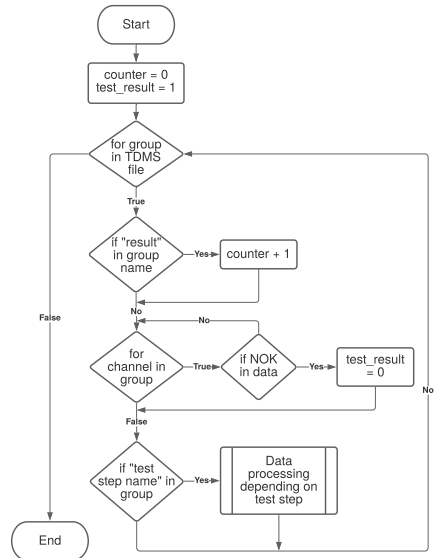 Start
counter = 0
test_result = 1
for group
in TDMS
file
True
if "result"
in group
name
Yes
counter + 1
False
No
No
for
channel in
group
True
if NOK
in data
Yes
test_result
= 0
No
False
if "test
step name" in
group
Yes
Data
processing
depending on
test step
End